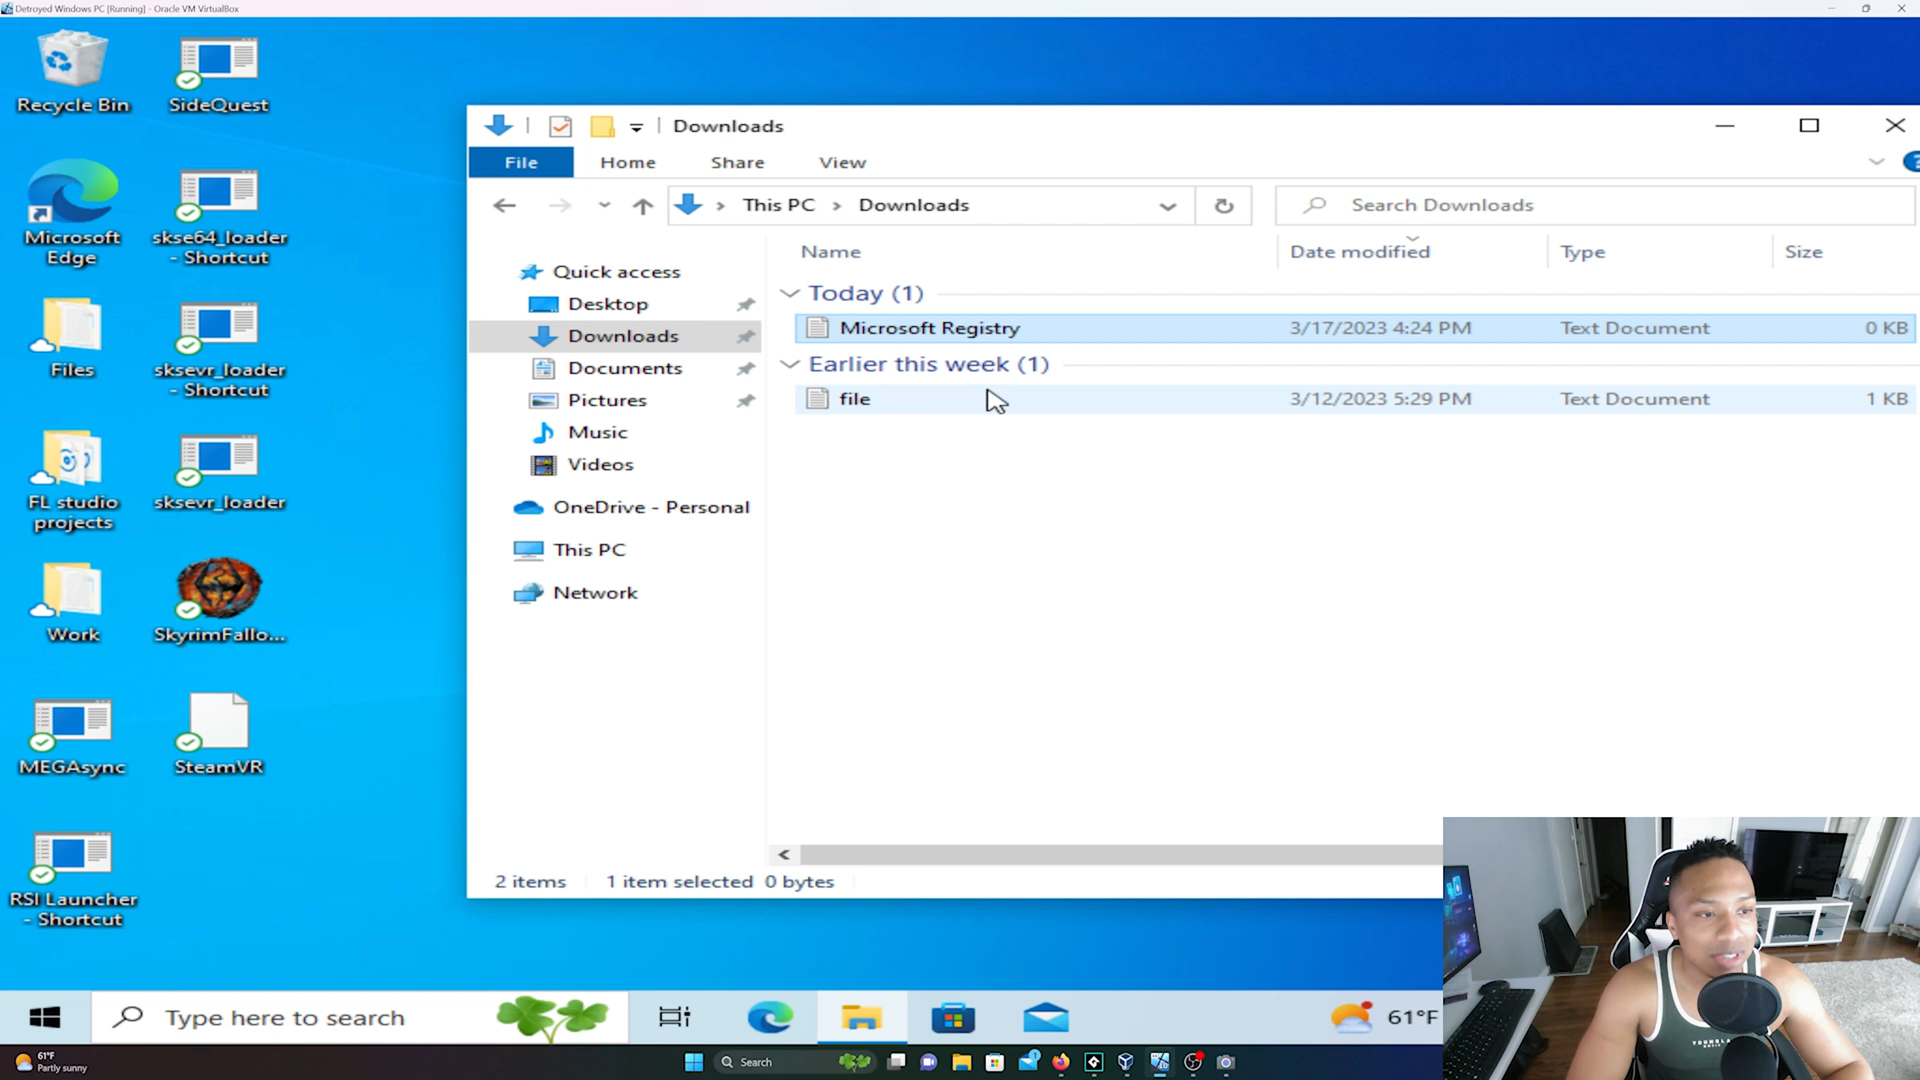 Detroyed Windows PC [Running] - Oracle VM VirtualBox
Recycle Bin
SideQuest
Microsoft
Edge
skse64_loader
- Shortcut
Files
sksevr_loader
- Shortcut
FL studio
projects
sksevr_loader
Work
SkyrimFallo...
MEGAsync
SteamVR
RSI Launcher
- Shortcut
Downloads
File Home Share View
This PC > Downloads
Search Downloads
Name Date modified Type Size
Quick access
Desktop
Downloads
Documents
Pictures
Music
Videos
OneDrive - Personal
This PC
Network
Today (1)
Microsoft Registry 3/17/2023 4:24 PM Text Document 0 KB
Earlier this week (1)
file 3/12/2023 5:29 PM Text Document 1 KB
2 items 1 item selected 0 bytes
Type here to search
61°F
61°F
Partly sunny
Search